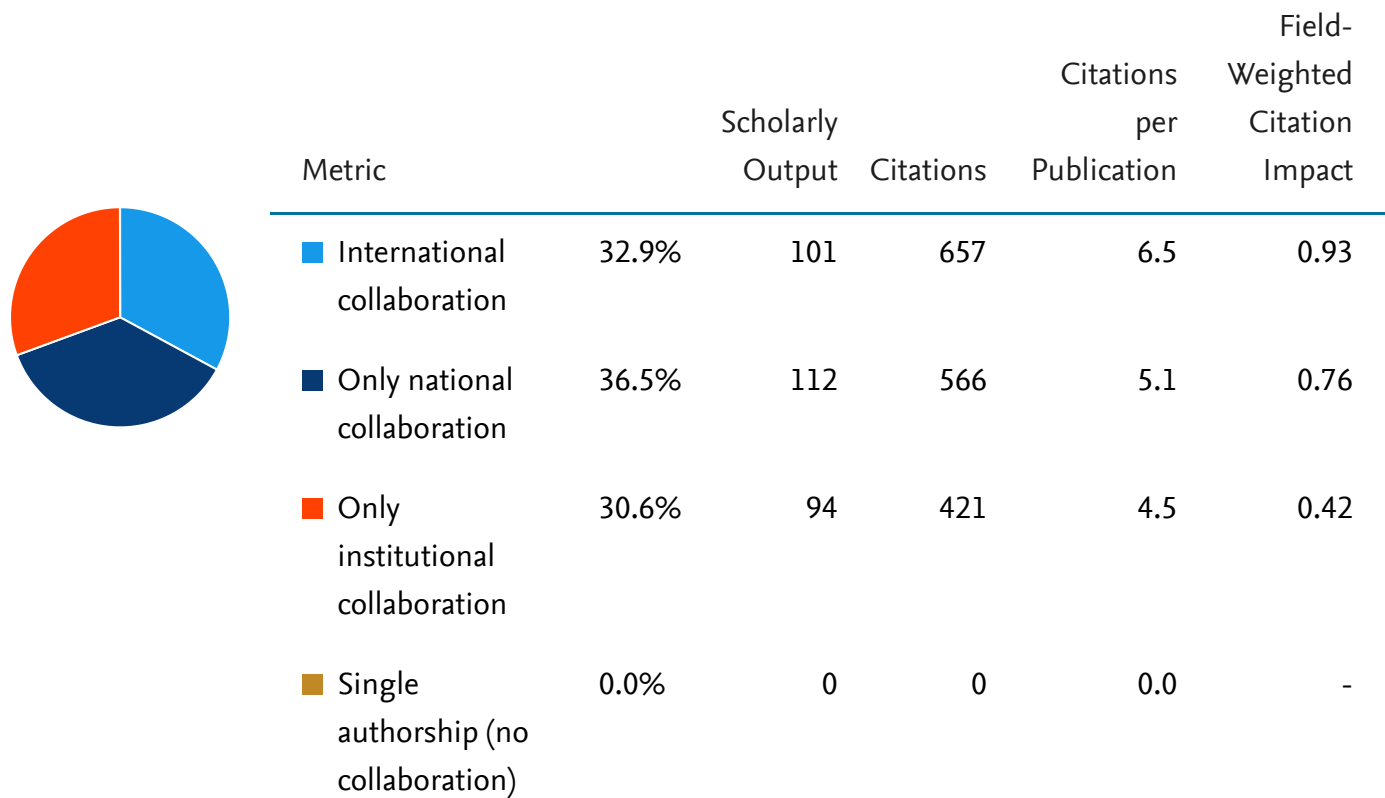 Field-
Citations Weighted
Scholarly per Citation
Metric Output Citations Publication Impact
International 32.9% 101 657 6.5 0.93
collaboration
Only national 36.5% 112 566 5.1 0.76
collaboration
Only 30.6% 94 421 4.5 0.42
institutional
collaboration
Single 0.0% 0 0 0.0 -
authorship (no
collaboration)